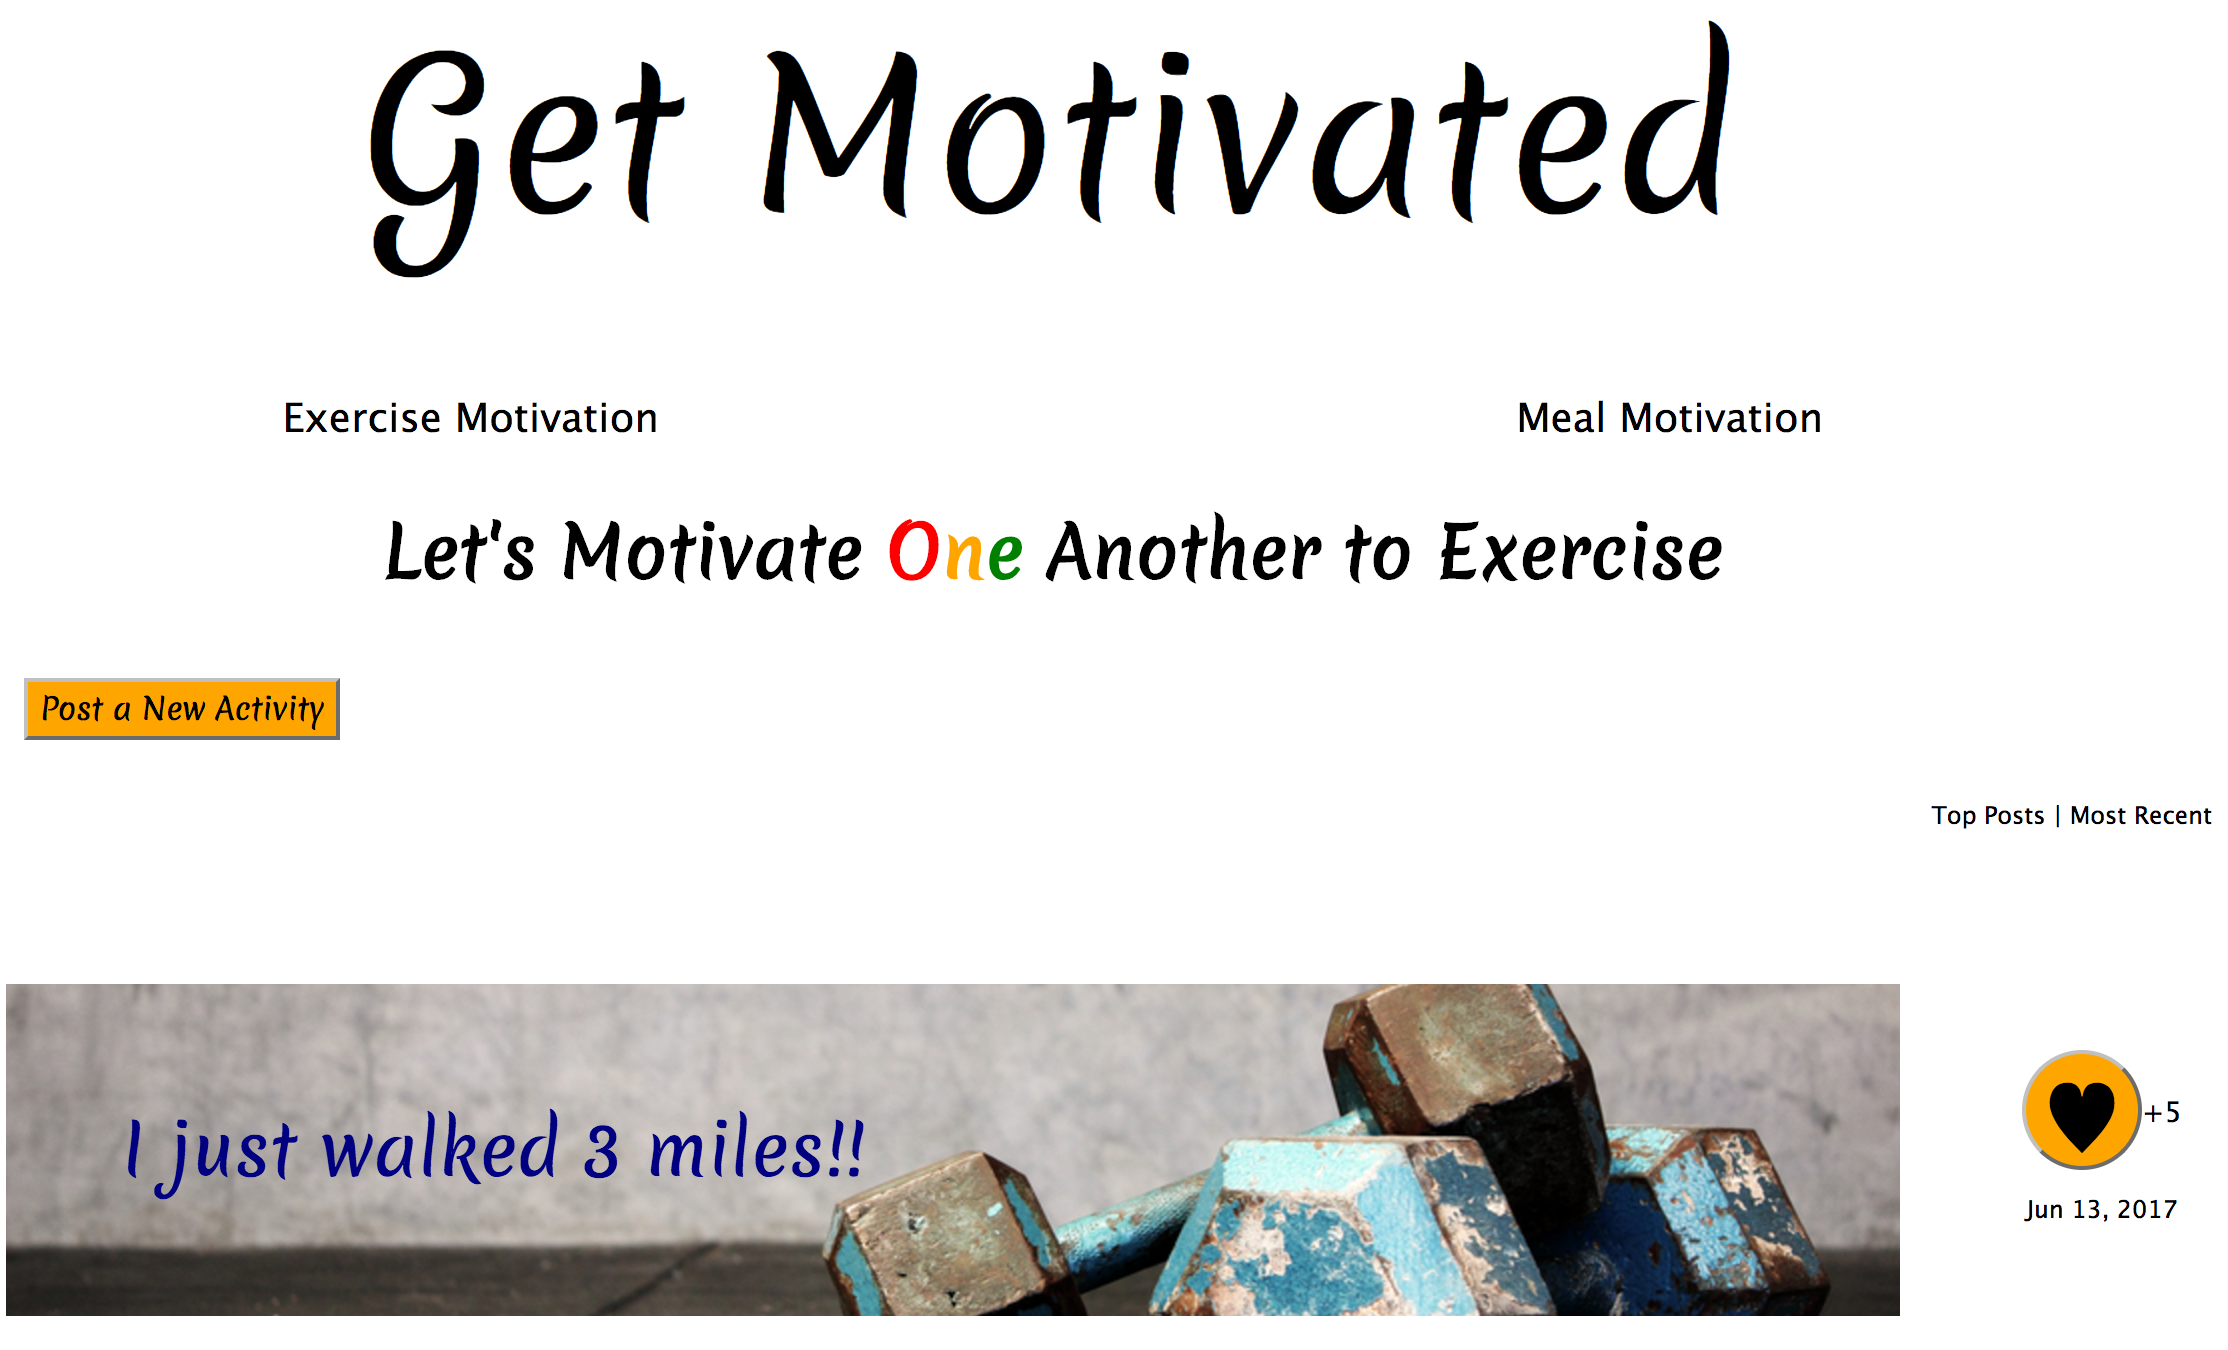 Get Motivated
Exercise Motivation Meal Motivation
Let's Motivate One Another to Exercise
Post a New Activity
Top Posts | Most Recent
I just walked 3 miles!!
+5
Jun 13, 2017